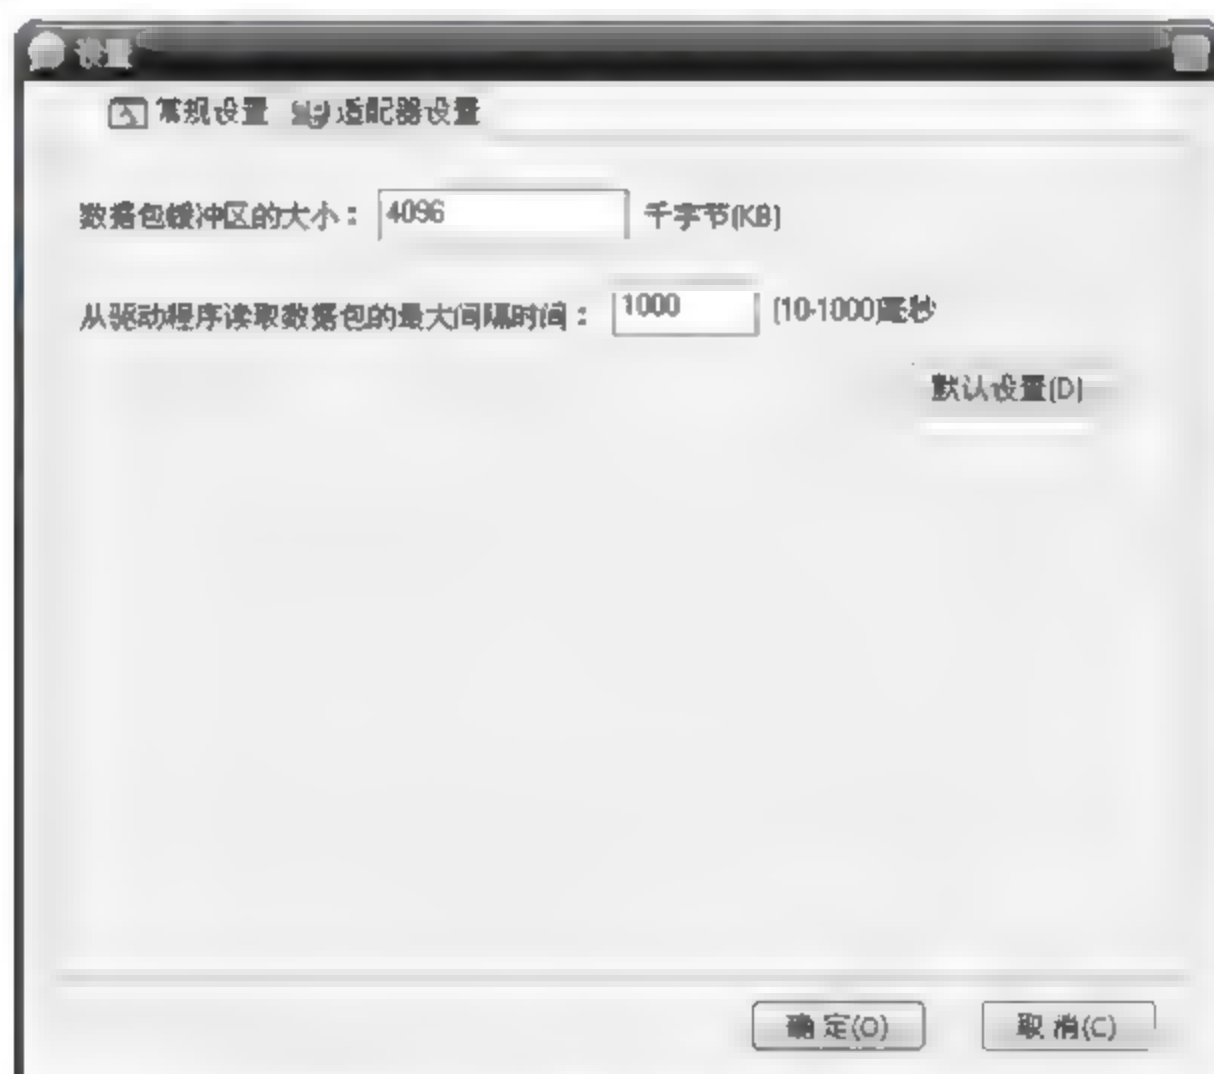 设置
常规设置 适配器设置
数据包缓冲区的大小： 4096 千字节(KB)
从驱动程序读取数据包的最大间隔时间： 1000 (10-1000)毫秒
默认设置(D)
确定(O) 取消(C)